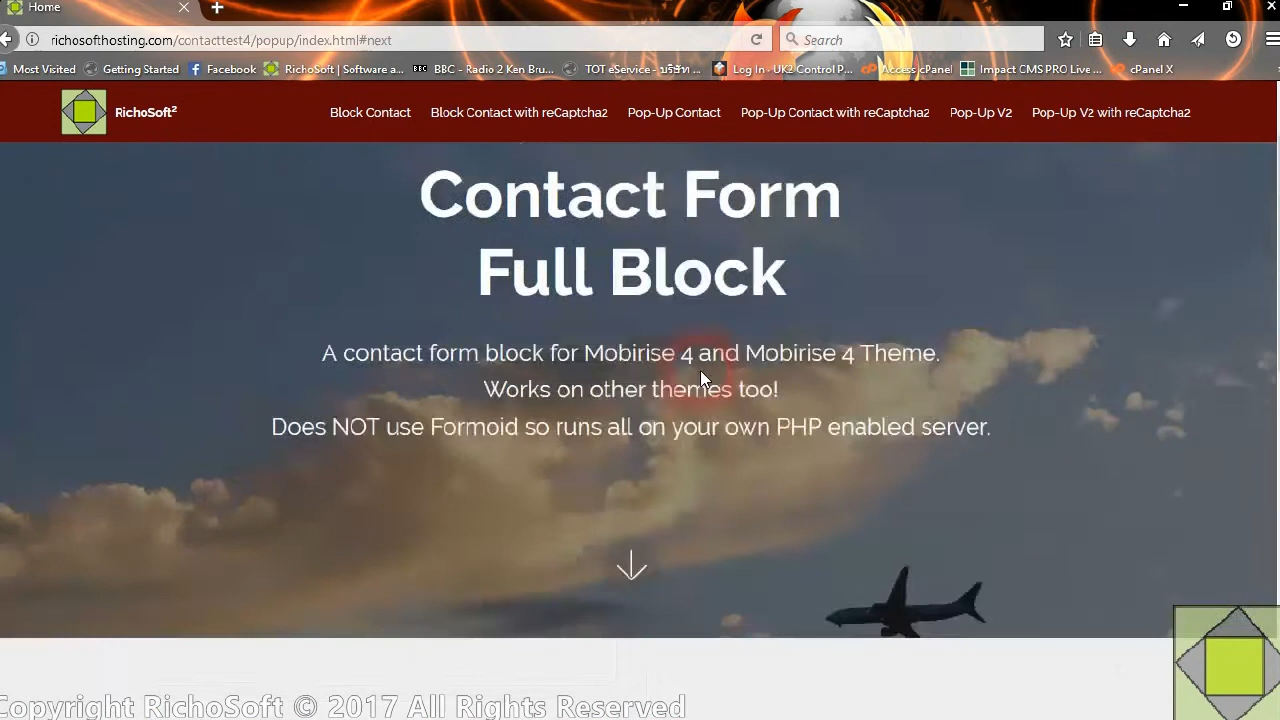 Home
richosofthosting.com/contacttest4/popup/index.html#next
Search
Most Visited
Getting Started
Facebook
RichoSoft | Software a...
BBC - Radio 2 Ken Bru...
TOT eService - บริษัท ...
Log In - UK2 Control P...
Access cPanel
Impact CMS PRO Live ...
cPanel X
RichoSoft²
Block Contact
Block Contact with reCaptcha2
Pop-Up Contact
Pop-Up Contact with reCaptcha2
Pop-Up V2
Pop-Up V2 with reCaptcha2
Contact Form
Full Block
A contact form block for Mobirise 4 and Mobirise 4 Theme.
Works on other themes too!
Does NOT use Formoid so runs all on your own PHP enabled server.
Copyright RichoSoft © 2017 All Rights Reserved